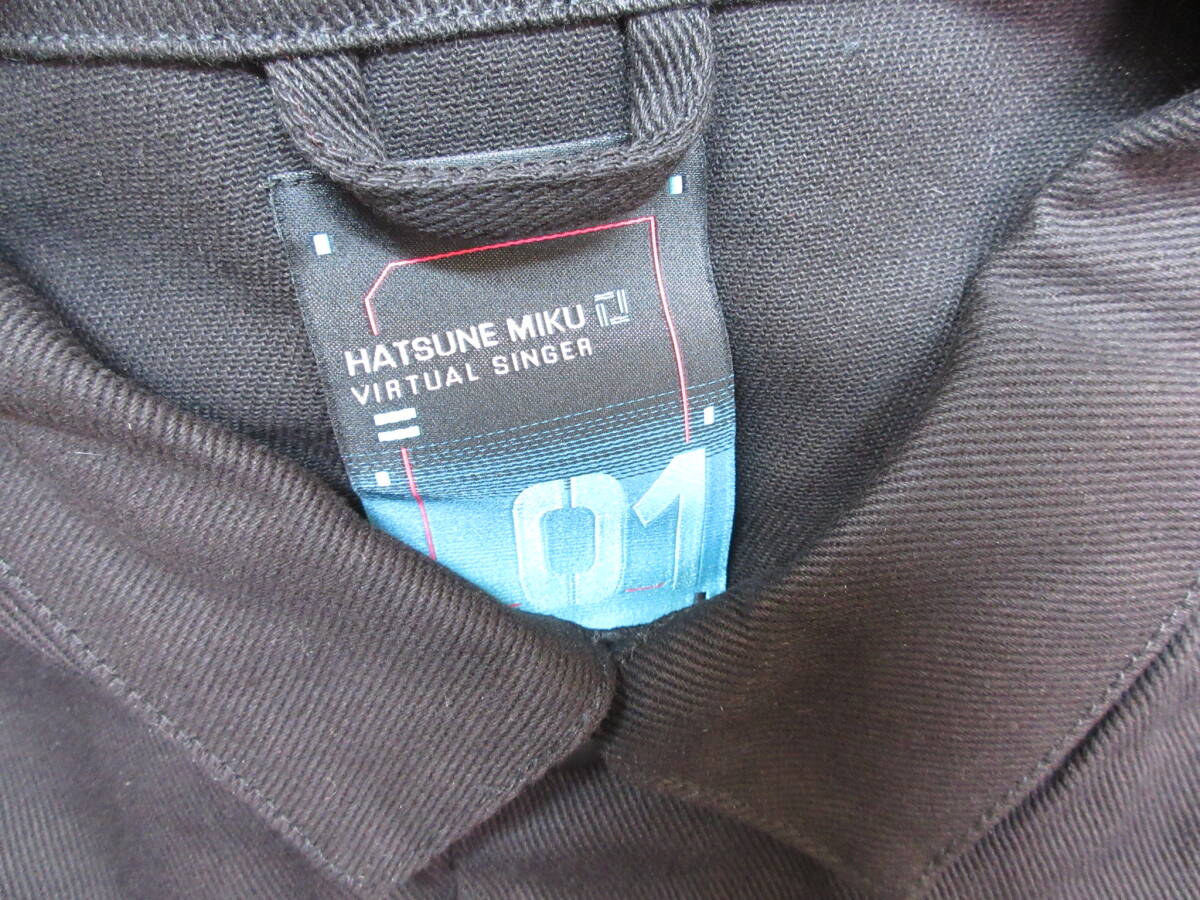 HATSUNE MIKU
VIRTUAL SINGER
01